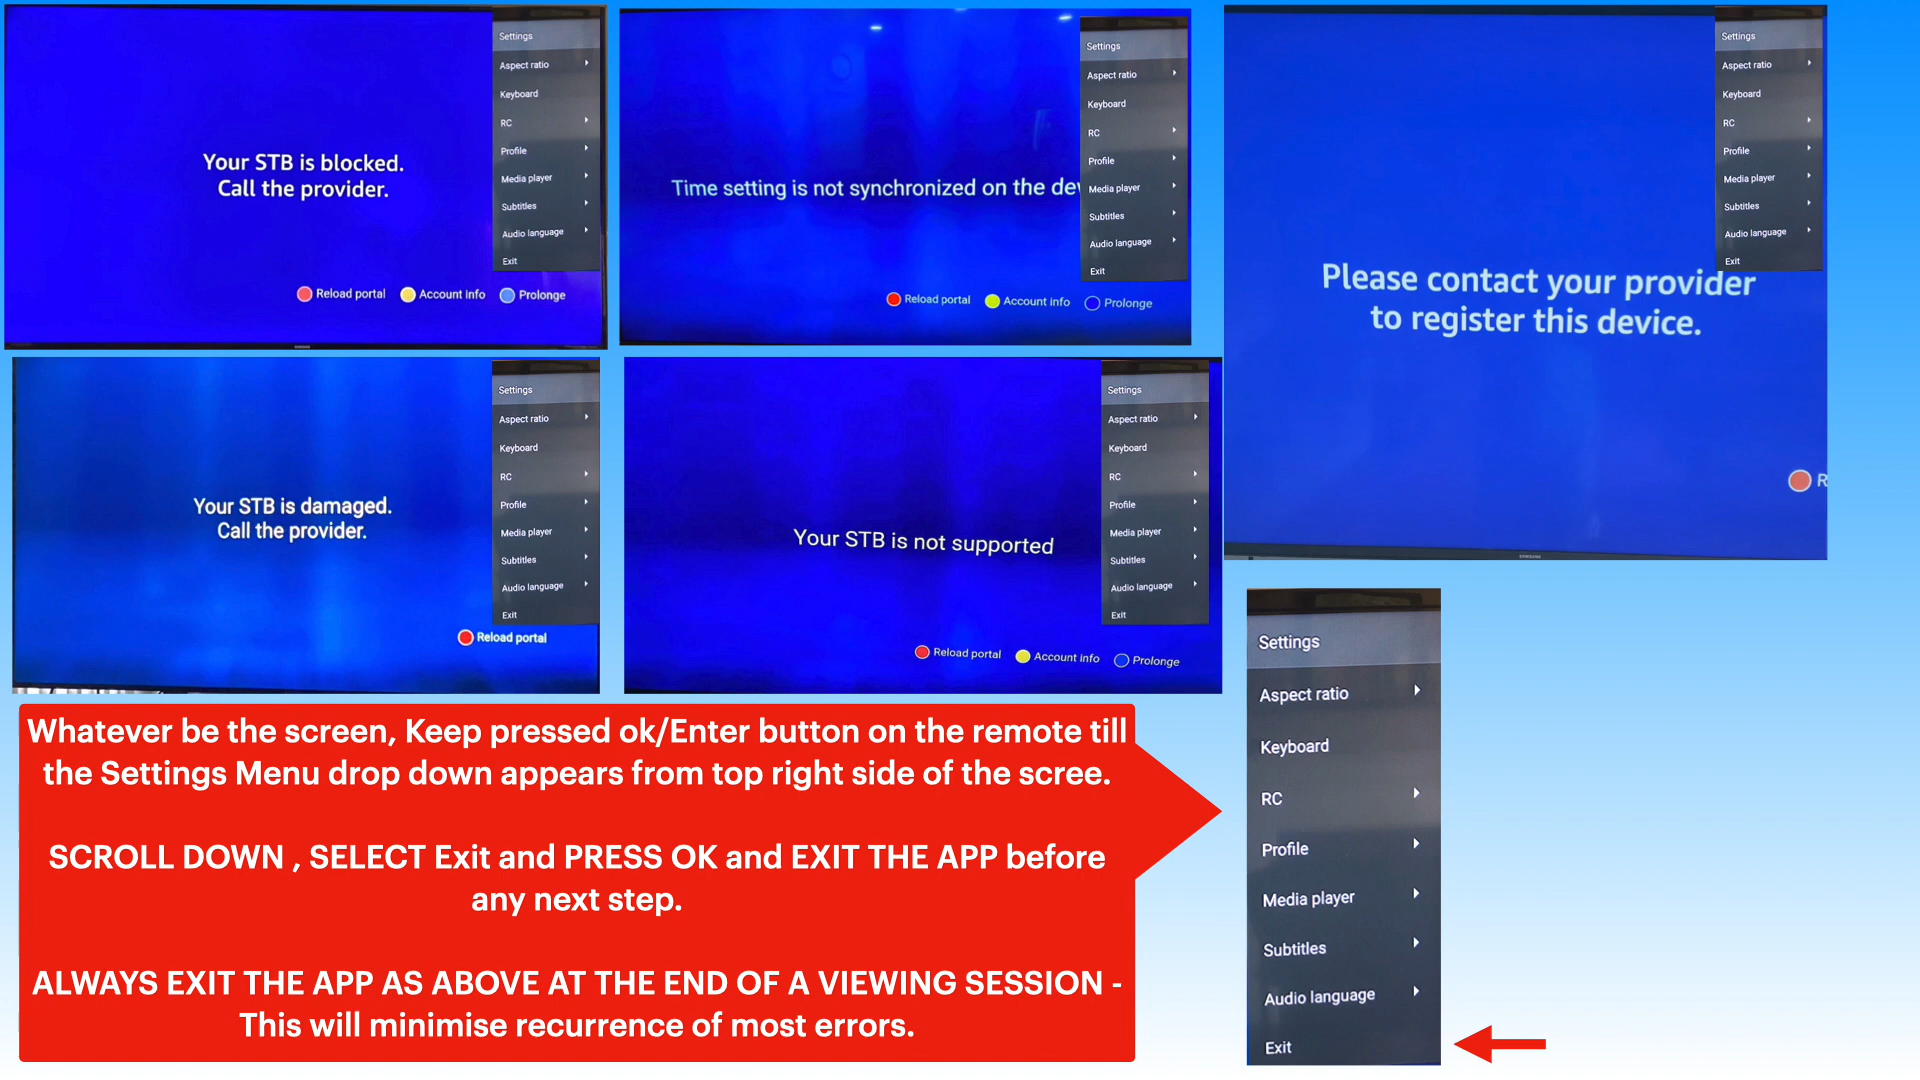 Your STB is blocked.
Call the provider.
Reload portal
Account info
Prolonge
Settings
Aspect ratio
Keyboard
RC
Profile
Media player
Subtitles
Audio language
Exit
Time setting is not synchronized on the dev
Reload portal
Account info
Prolonge
Settings
Aspect ratio
Keyboard
RC
Profile
Media player
Subtitles
Audio language
Exit
Please contact your provider
to register this device.
R
SAMSUNG
Settings
Aspect ratio
Keyboard
RC
Profile
Media player
Subtitles
Audio language
Exit
Your STB is damaged.
Call the provider.
Reload portal
Settings
Aspect ratio
Keyboard
RC
Profile
Media player
Subtitles
Audio language
Exit
Your STB is not supported
Reload portal
Account info
Prolonge
Settings
Aspect ratio
Keyboard
RC
Profile
Media player
Subtitles
Audio language
Exit
Whatever be the screen, Keep pressed ok/Enter button on the remote till
the Settings Menu drop down appears from top right side of the scree.
SCROLL DOWN , SELECT Exit and PRESS OK and EXIT THE APP before
any next step.
ALWAYS EXIT THE APP AS ABOVE AT THE END OF A VIEWING SESSION -
This will minimise recurrence of most errors.
Settings
Aspect ratio
Keyboard
RC
Profile
Media player
Subtitles
Audio language
Exit